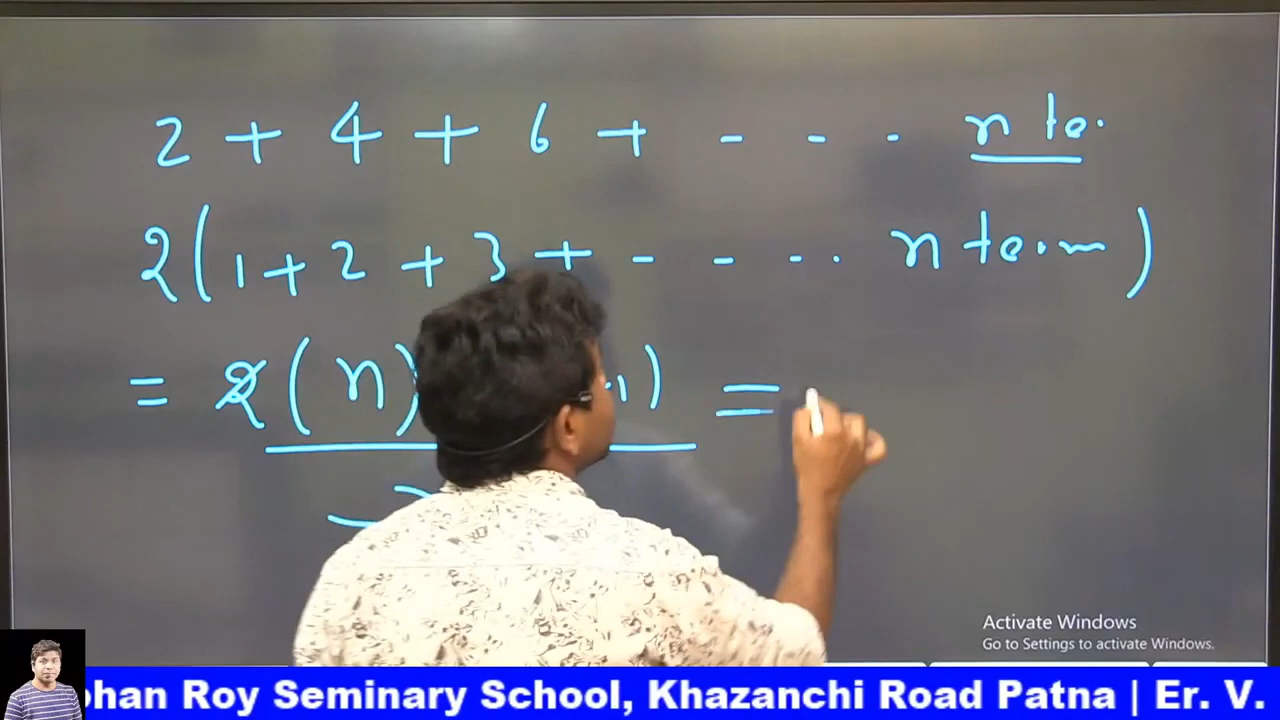 2 + 4 + 6 + - - - n te.
2(1 + 2 + 3 + - - - . n term)
= 2(n) 1) =
2
Activate Windows
Go to Settings to activate Windows.
ohan Roy Seminary School, Khazanchi Road Patna | Er. V.